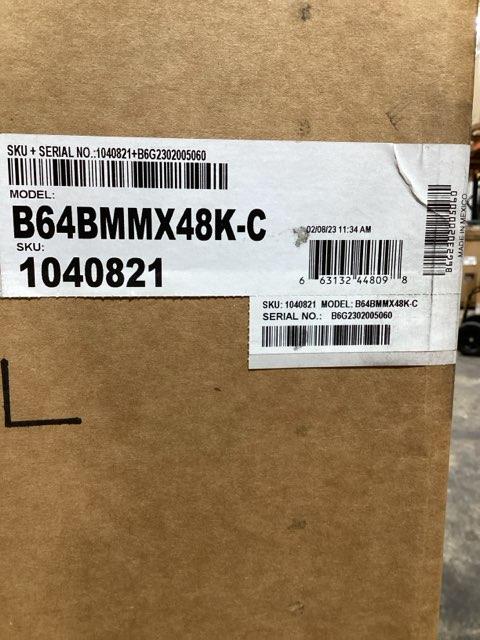 SKU + SERIAL NO.:1040821+B6G2302005060
MODEL:
B64BMMX48K-C
SKU:
1040821
02/08/23 11:34 AM
6 63132 44809 8
SKU: 1040821 MODEL: B64BMMX48K-C
SERIAL NO.: B6G2302005060
B6G2302005060
MADE IN MEXICO